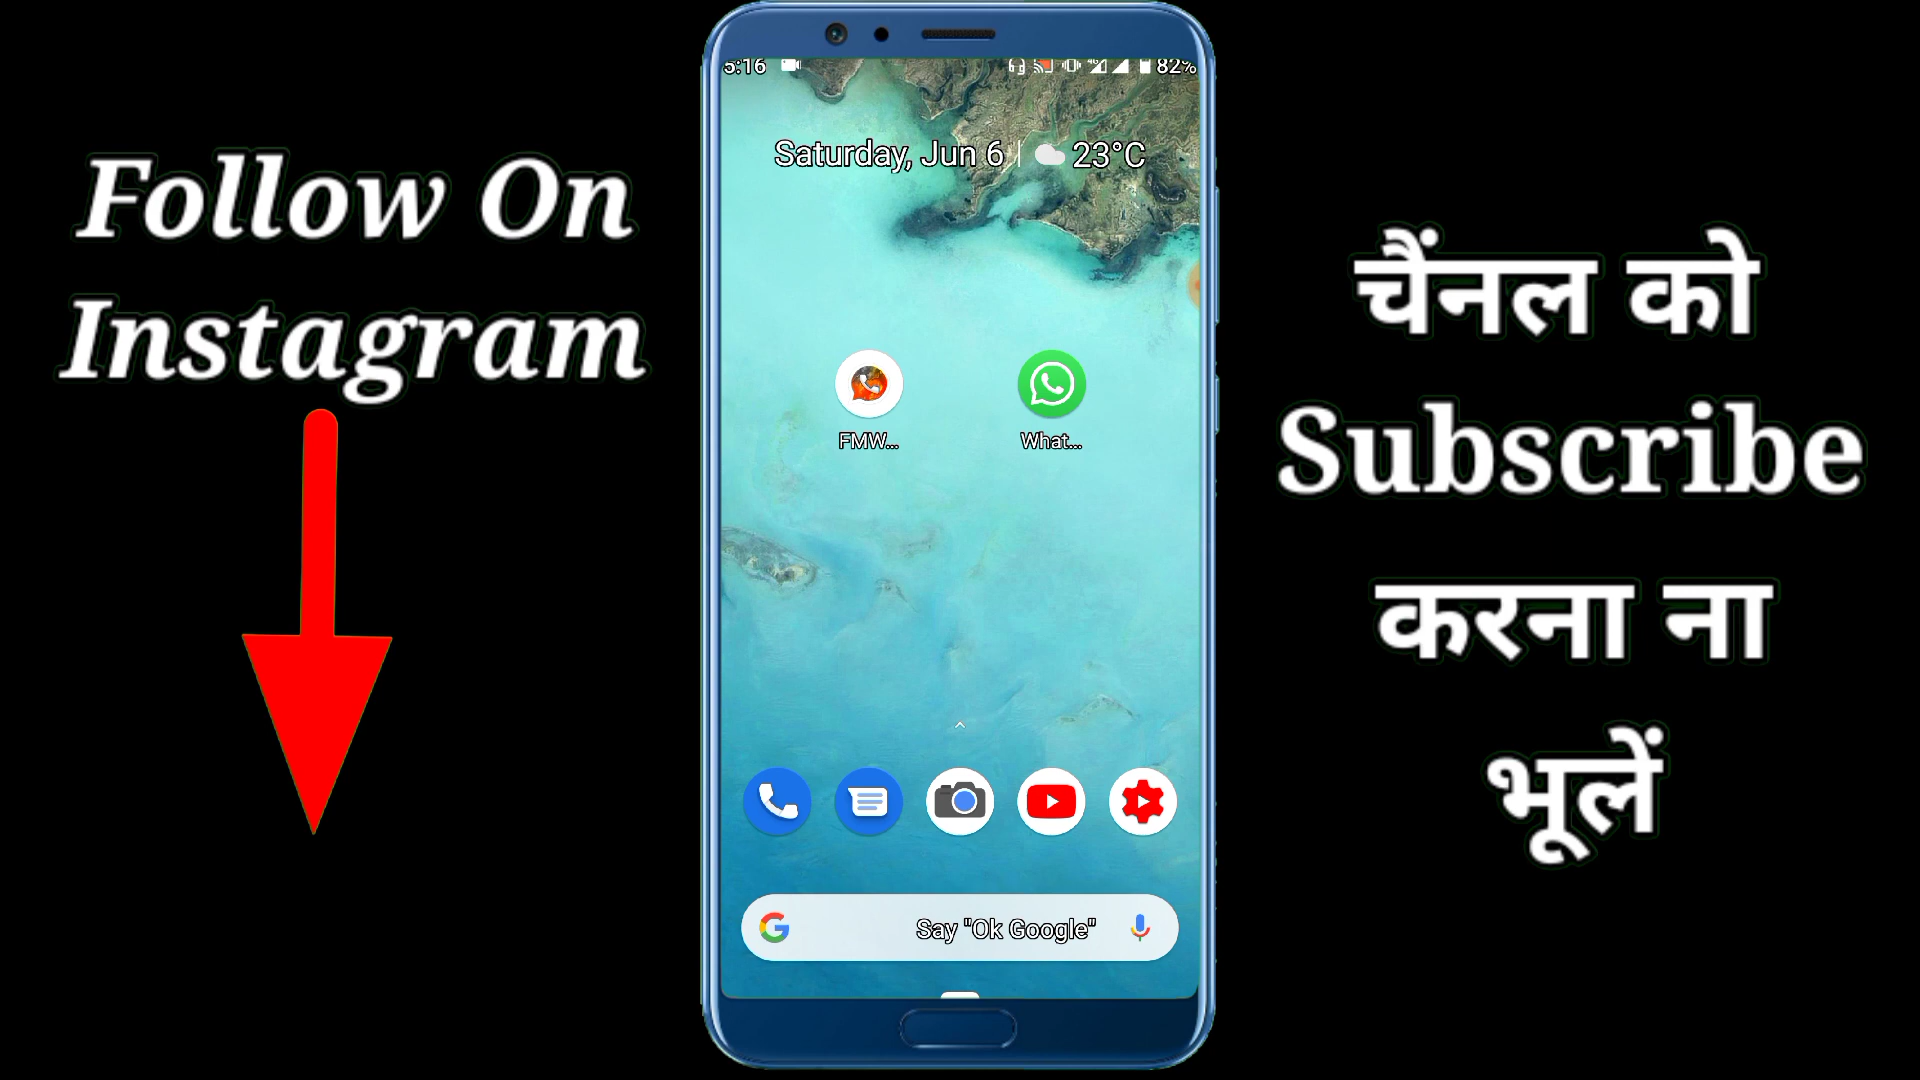 Follow On
Instagram
5:16
82%
Saturday, Jun 6 | 23°C
FMW...
What...
Say "Ok Google"
चैंनल को
Subscribe
करना ना
भूलें